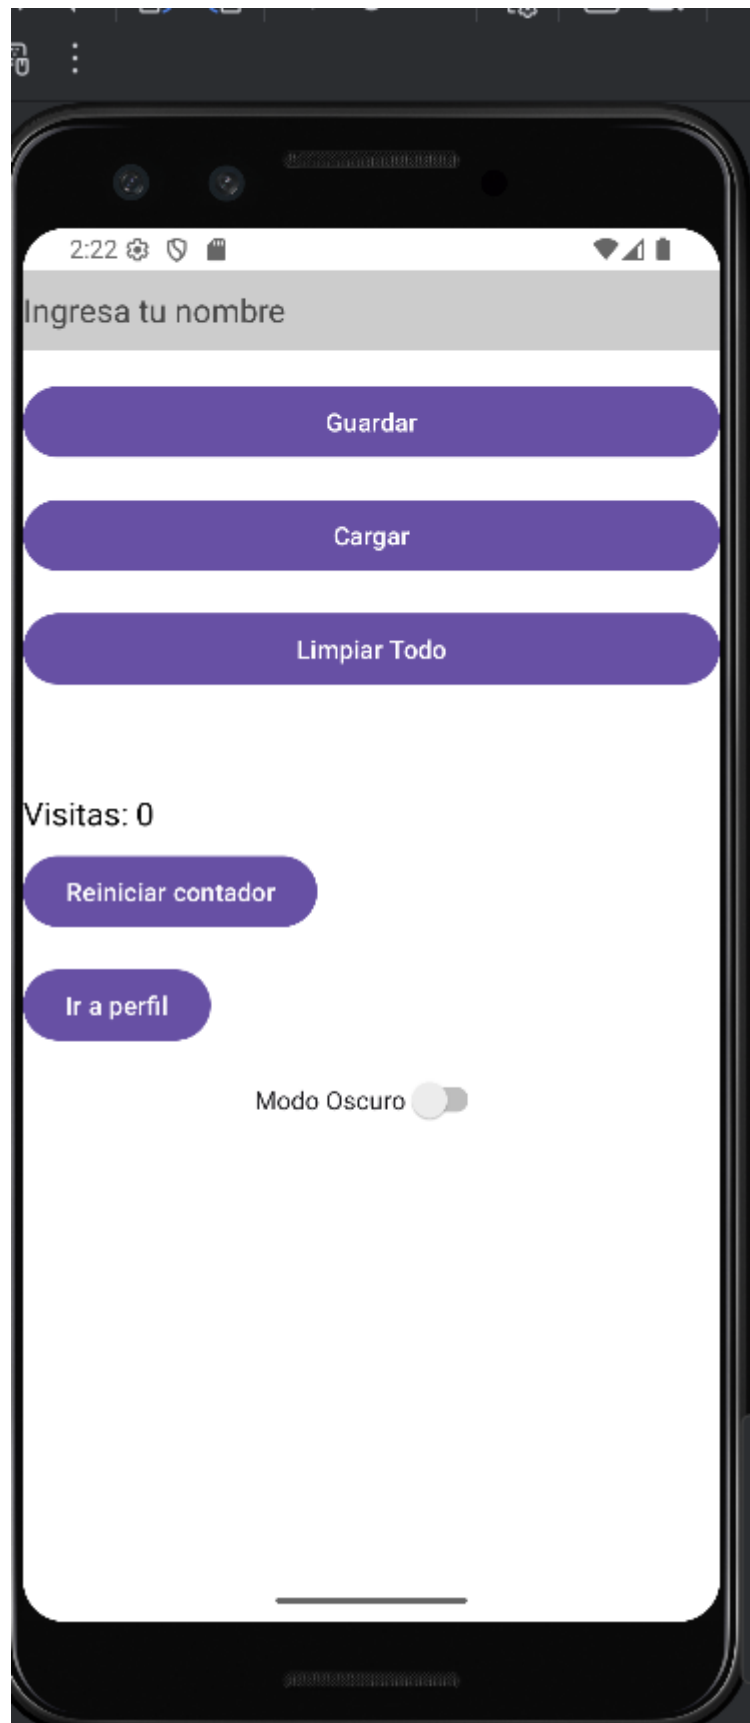 2:22
Ingresa tu nombre
Guardar
Cargar
Limpiar Todo
Visitas: 0
Reiniciar contador
Ir a perfil
Modo Oscuro